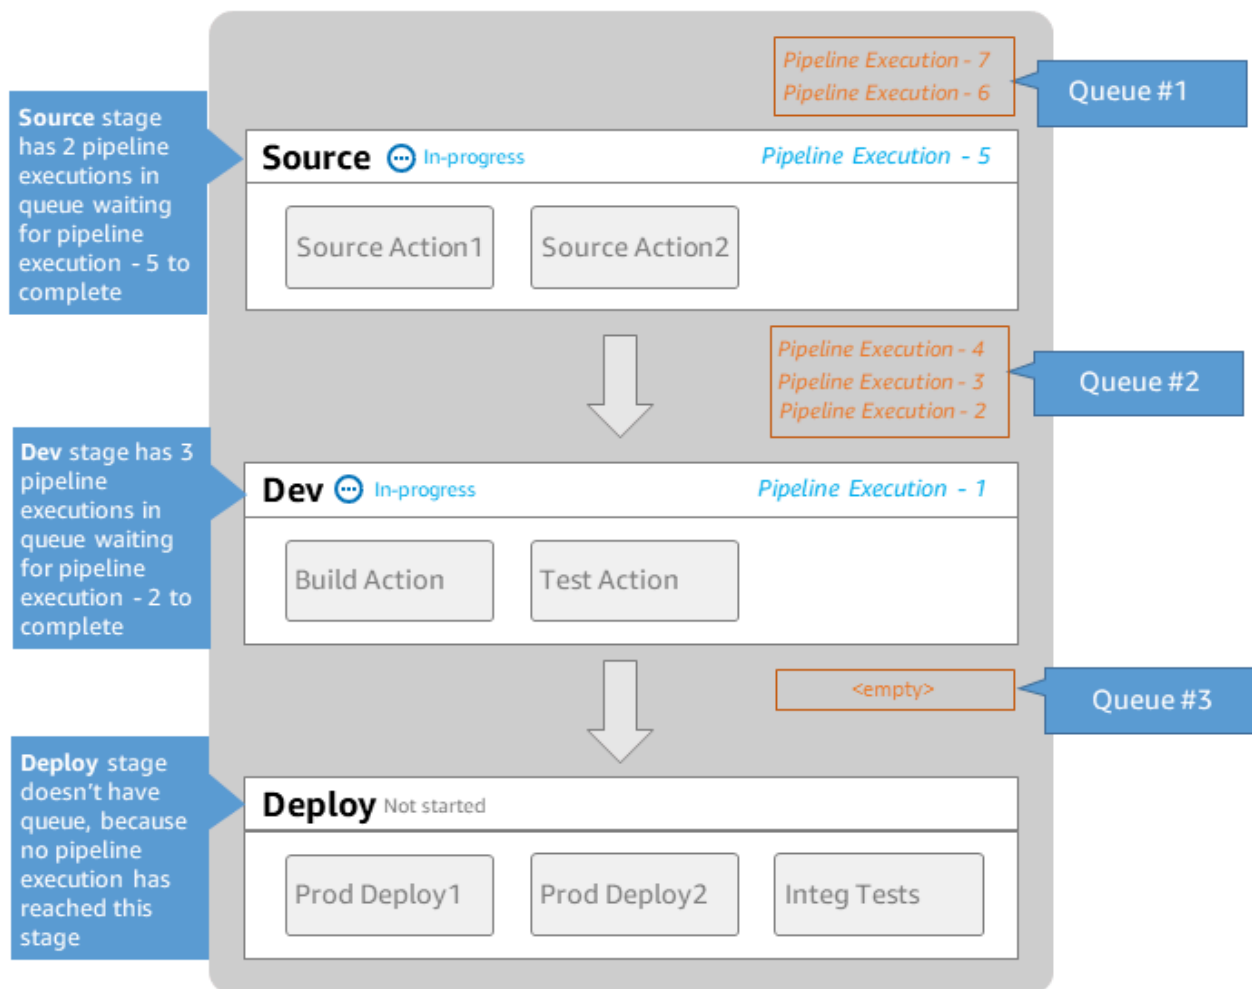 Pipeline Execution - 7
Pipeline Execution - 6
Queue #1
Source stage
has 2 pipeline
executions in
queue waiting
for pipeline
execution - 5 to
complete
Source In-progress Pipeline Execution - 5
Source Action1 Source Action2
Pipeline Execution - 4
Pipeline Execution - 3
Pipeline Execution - 2
Queue #2
Dev stage has 3
pipeline
executions in
queue waiting
for pipeline
execution - 2 to
complete
Dev In-progress Pipeline Execution - 1
Build Action Test Action
<empty>
Queue #3
Deploy stage
doesn't have
queue, because
no pipeline
execution has
reached this
stage
Deploy Not started
Prod Deploy1 Prod Deploy2 Integ Tests